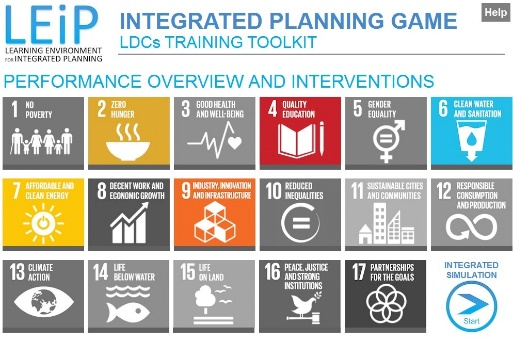 LEiP
LEARNING ENVIRONMENT
FOR INTEGRATED PLANNING
INTEGRATED PLANNING GAME
LDCs TRAINING TOOLKIT
Help
PERFORMANCE OVERVIEW AND INTERVENTIONS
1 NO
POVERTY
2 ZERO
HUNGER
3 GOOD HEALTH
AND WELL-BEING
4 QUALITY
EDUCATION
5 GENDER
EQUALITY
6 CLEAN WATER
AND SANITATION
7 AFFORDABLE AND
CLEAN ENERGY
8 DECENT WORK AND
ECONOMIC GROWTH
9 INDUSTRY, INNOVATION
AND INFRASTRUCTURE
10 REDUCED
INEQUALITIES
11 SUSTAINABLE CITIES
AND COMMUNITIES
12 RESPONSIBLE
CONSUMPTION
AND PRODUCTION
13 CLIMATE
ACTION
14 LIFE
BELOW WATER
15 LIFE
ON LAND
16 PEACE, JUSTICE
AND STRONG
INSTITUTIONS
17 PARTNERSHIPS
FOR THE GOALS
INTEGRATED
SIMULATION
Start